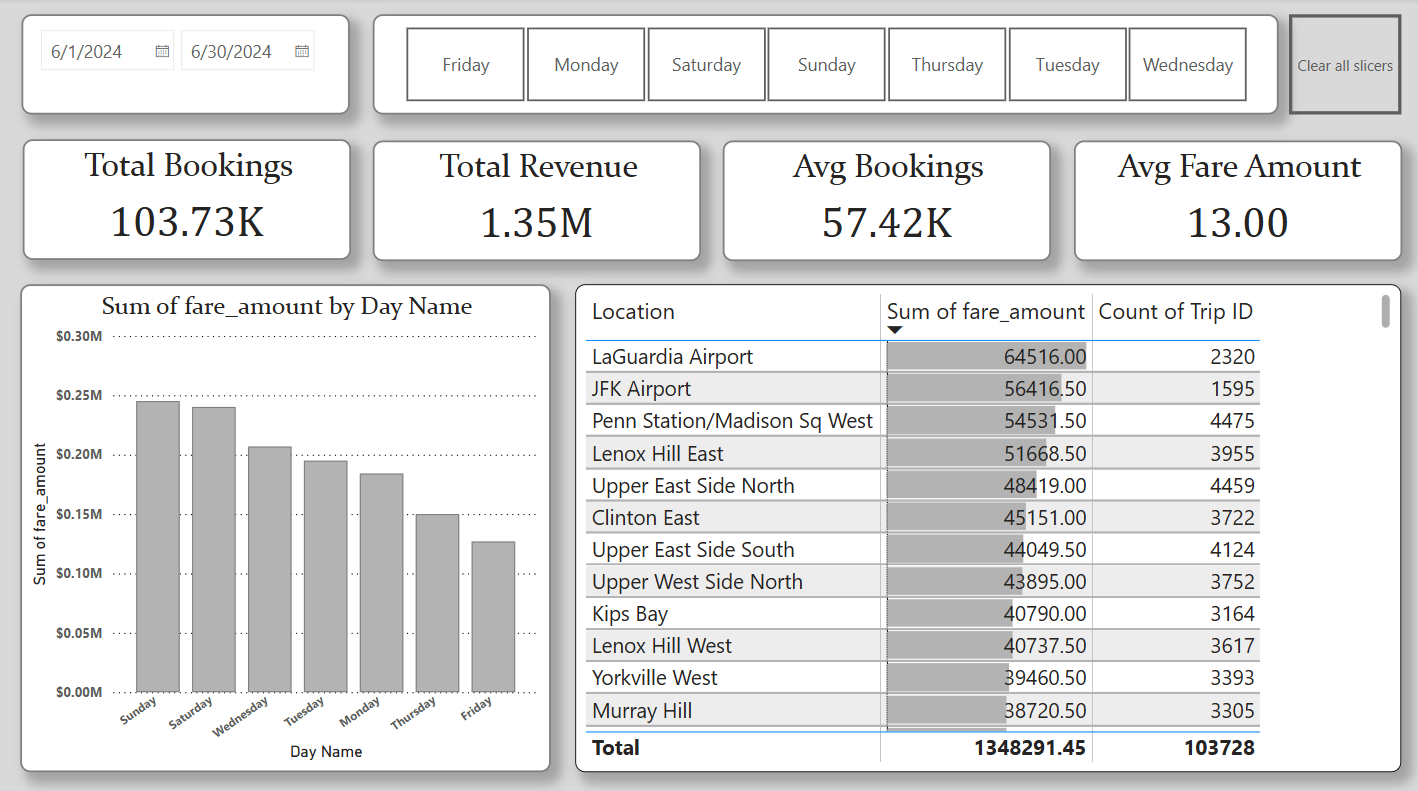 6/1/2024 6/30/2024
Friday Monday Saturday Sunday Thursday Tuesday Wednesday
Clear all slicers
Total Bookings
103.73K
Total Revenue
1.35M
Avg Bookings
57.42K
Avg Fare Amount
13.00
Sum of fare_amount by Day Name
$0.30M
$0.25M
$0.20M
$0.15M
$0.10M
$0.05M
$0.00M
Sum of fare_amount
Sunday Saturday Wednesday Tuesday Monday Thursday Friday
Day Name
Location Sum of fare_amount Count of Trip ID
LaGuardia Airport 64516.00 2320
JFK Airport 56416.50 1595
Penn Station/Madison Sq West 54531.50 4475
Lenox Hill East 51668.50 3955
Upper East Side North 48419.00 4459
Clinton East 45151.00 3722
Upper East Side South 44049.50 4124
Upper West Side North 43895.00 3752
Kips Bay 40790.00 3164
Lenox Hill West 40737.50 3617
Yorkville West 39460.50 3393
Murray Hill 38720.50 3305
Total 1348291.45 103728